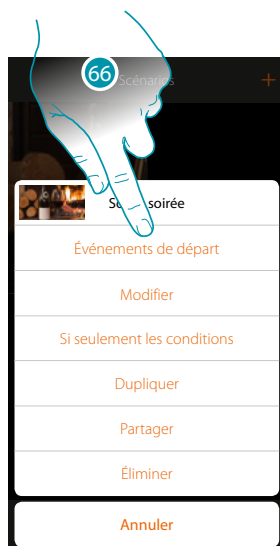 66
Scénarios +
soirée
Événements de départ
Modifier
Si seulement les conditions
Dupliquer
Partager
Éliminer
Annuler